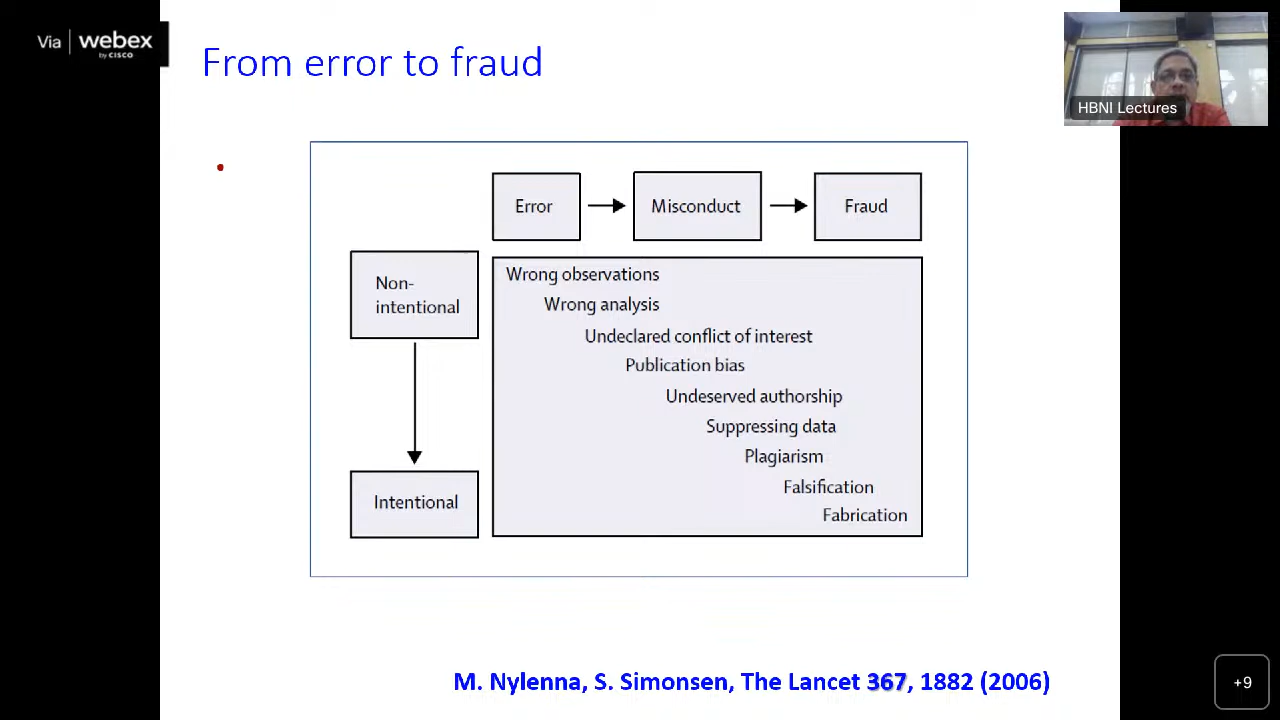 Via webex
by CISCO
From error to fraud
HBNI Lectures
Error
Misconduct
Fraud
Non-
intentional
Intentional
Wrong observations
Wrong analysis
Undeclared conflict of interest
Publication bias
Undeserved authorship
Suppressing data
Plagiarism
Falsification
Fabrication
M. Nylenna, S. Simonsen, The Lancet 367, 1882 (2006)
+9